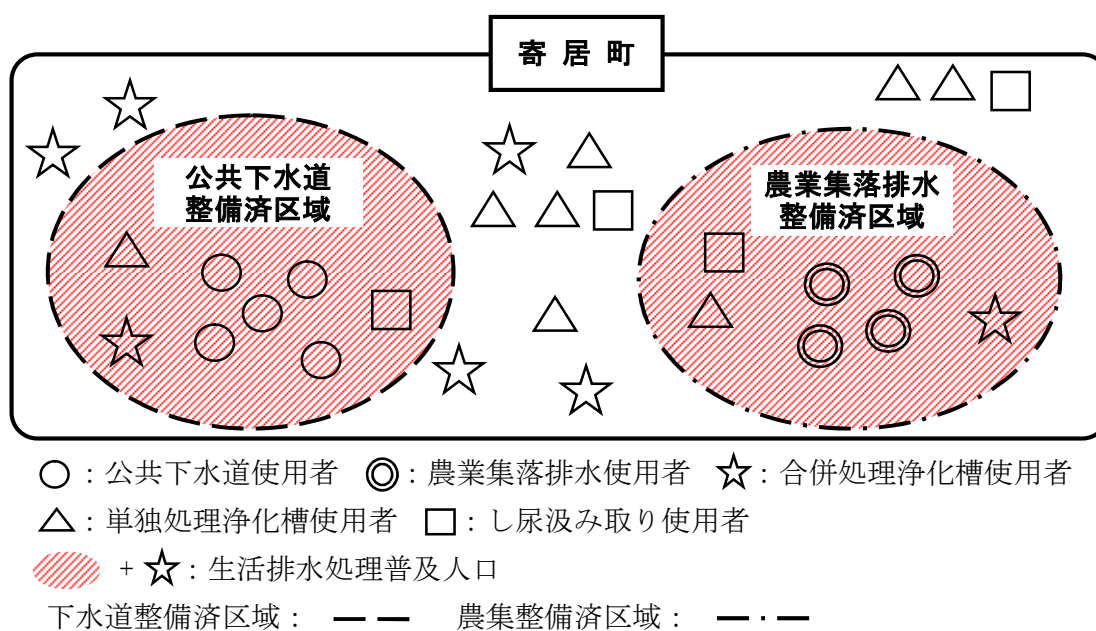 寄居町
公共下水道
整備済区域
農業集落排水
整備済区域
○：公共下水道使用者　◎：農業集落排水使用者　☆：合併処理浄化槽使用者
△：単独処理浄化槽使用者　□：し尿汲み取り使用者
+☆：生活排水処理普及人口
下水道整備済区域：　農集整備済区域：